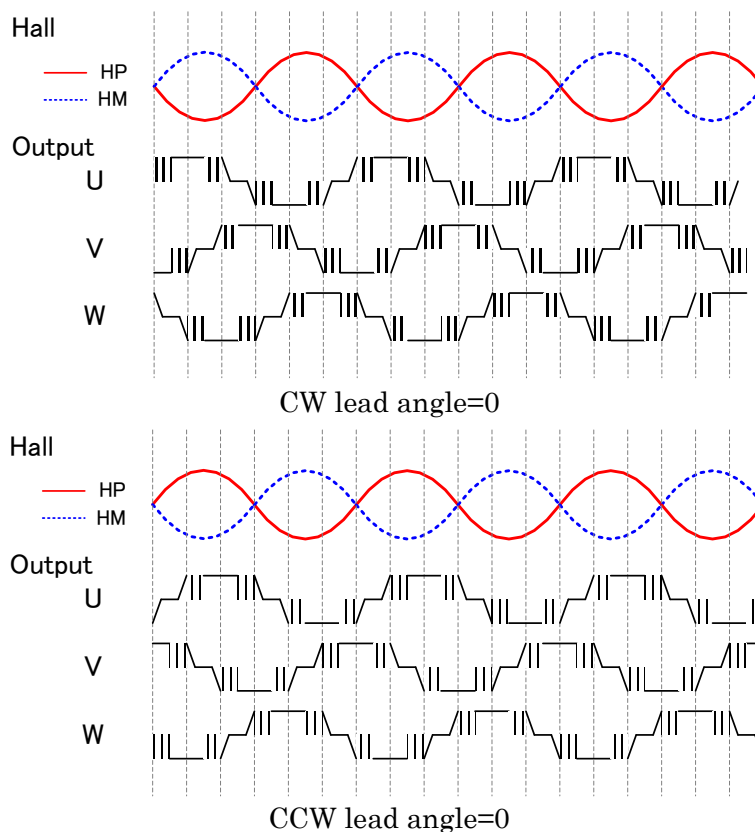 Hall
HP
HM
Output
U
V
W
CW lead angle=0
Hall
HP
HM
Output
U
V
W
CCW lead angle=0